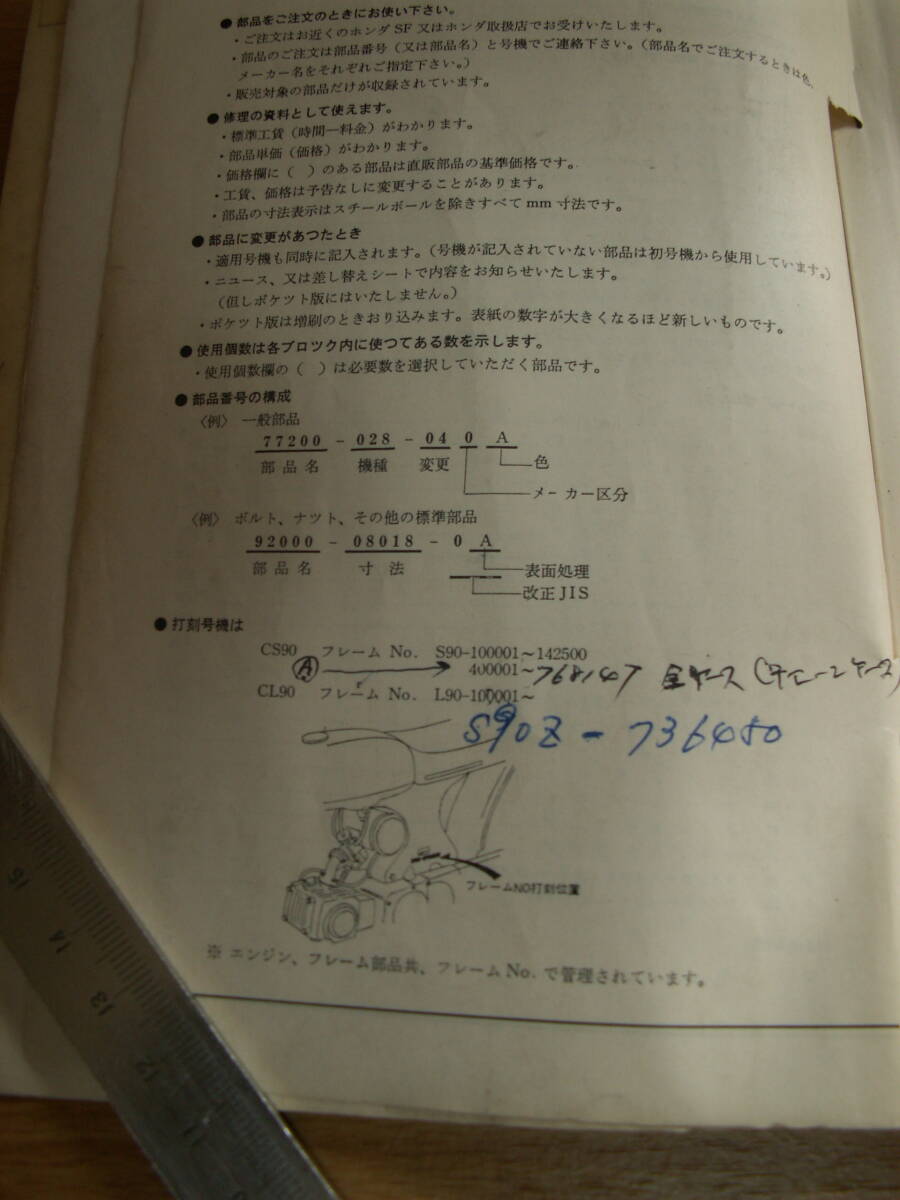 ● 部品をご注文のときにお使い下さい。
・ご注文はお近くのホンダSF又はホンダ取扱店でお受けいたします。
・部品のご注文は部品番号（又は部品名）と号機でご連絡下さい。（部品名でご注文するときは色、
メーカー名をそれぞれご指定下さい。）
・販売対象の部品だけが収録されています。
● 修理の資料として使えます。
・標準工賃（時間―料金）がわかります。
・部品単価（価格）がわかります。
・価格欄に（　）のある部品は直販部品の基準価格です。
・工賃、価格は予告なしに変更することがあります。
・部品の寸法表示はスチールボールを除きすべてmm寸法です。
● 部品に変更があつたとき
・適用号機も同時に記入されます。（号機が記入されていない部品は初号機から使用しています。）
・ニユース、又は差し替えシートで内容をお知らせいたします。
（但しポケツト版にはいたしません。）
・ポケツト版は増刷のときおり込みます。表紙の数字が大きくなるほど新しいものです。
● 使用個数は各ブロツク内に使つてある数を示します。
・使用個数欄の（　）は必要数を選択していただく部品です。
● 部品番号の構成
〈例〉 一般部品
77200 - 028 - 04 0 A
部品名 機種 変更 色
メーカー区分
〈例〉 ボルト、ナツト、その他の標準部品
92000 - 08018 - 0 A
部品名 寸法 表面処理
改正JIS
● 打刻号機は
CS90 フレーム No. S90-100001～142500
Ⓐ 400001～768147
CL90 フレーム No. L90-100001～
S90Z - 736450
フレームNO打刻位置
※ エンジン、フレーム部品共、フレームNo.で管理されています。
15
14
13
12
11